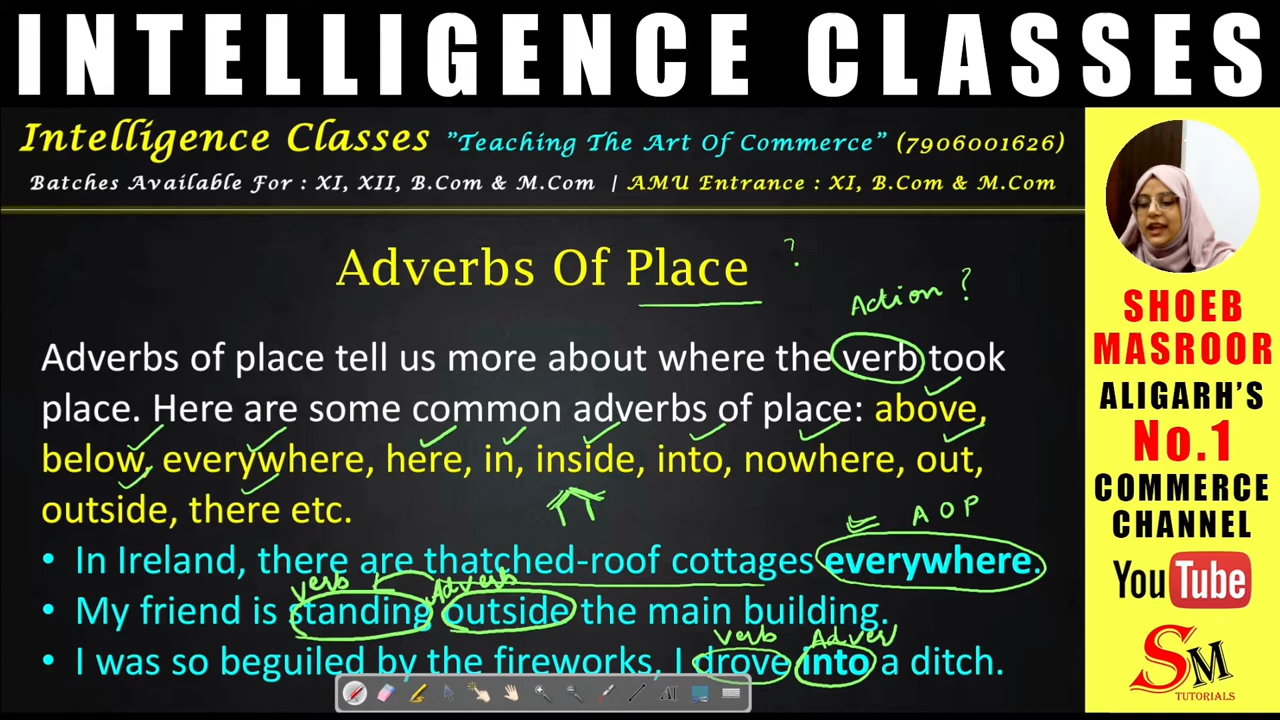 INTELLIGENCE CLASSES
Intelligence Classes "Teaching The Art Of Commerce" (7906001626)
Batches Available For : XI, XII, B.Com & M.Com | AMU Entrance : XI, B.Com & M.Com
Adverbs Of Place ?
Action ?
Adverbs of place tell us more about where the verb took
place. Here are some common adverbs of place: above,
below, everywhere, here, in, inside, into, nowhere, out,
outside, there etc.
AOP
• In Ireland, there are thatched-roof cottages everywhere.
verb Adverb
• My friend is standing outside the main building.
verb Adverb
• I was so beguiled by the fireworks, I drove into a ditch.
AI
SHOEB
MASROOR
ALIGARH'S
No.1
COMMERCE
CHANNEL
YouTube
SM
TUTORIALS